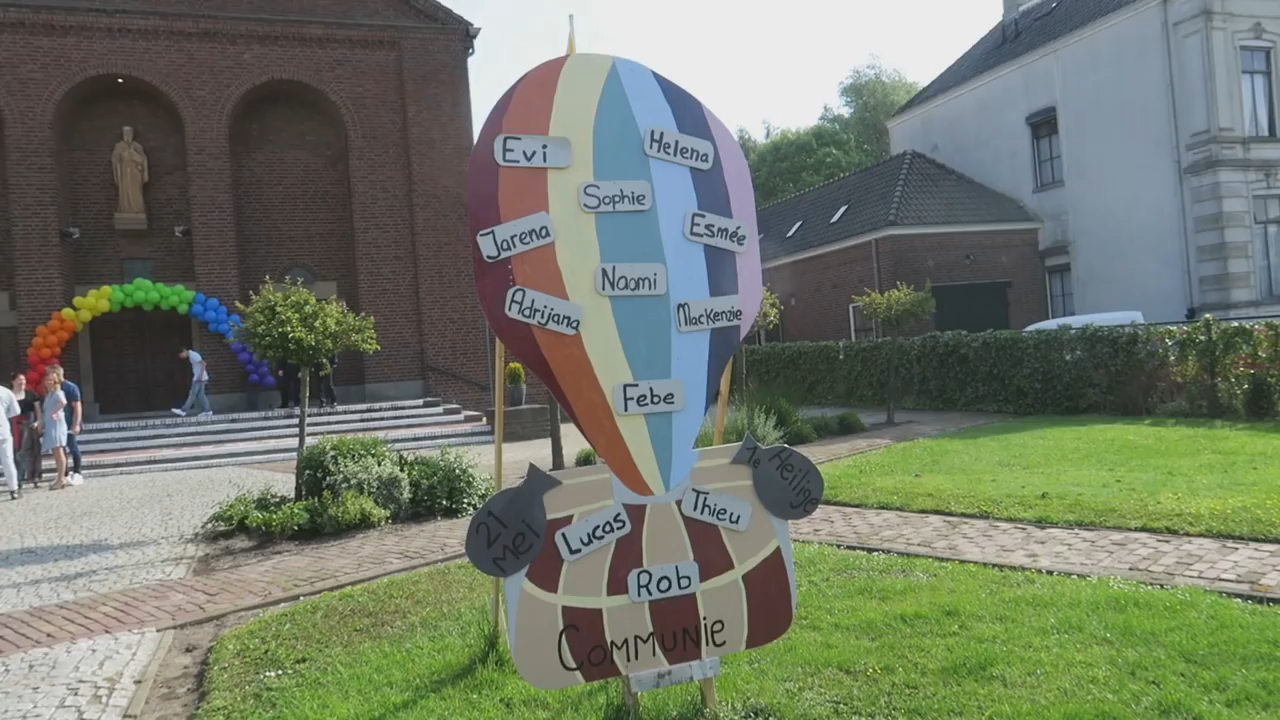 Evi
Helena
Sophie
Jarena
Esmée
Naomi
Adrijana
MacKenzie
Febe
21
Mei
1e
Heilige
Lucas
Thieu
Rob
Communie